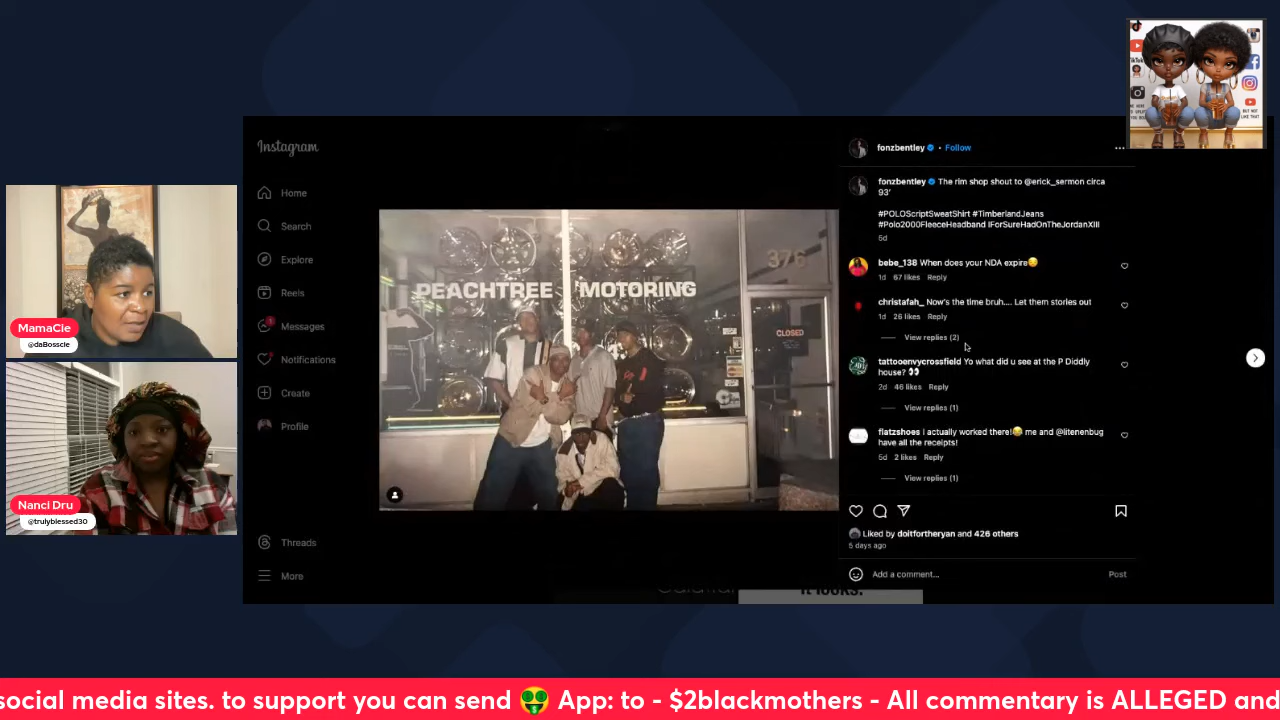 Instagram
Home
Search
Explore
Reels
Messages
Notifications
Create
Profile
Threads
More
PEACHTREE MOTORING
376
CLOSED
fonzbentley • Follow
fonzbentley The rim shop shout to @erick_sermon circa
93'
#POLOScriptSweatShirt #TimberlandJeans
#Polo2000FleeceHeadband IForSureHadOnTheJordanXIII
5d
bebe_138 When does your NDA expire😏
1d 67 likes Reply
christafah_ Now's the time bruh.... Let them stories out
1d 26 likes Reply
View replies (2)
tattooenvycrossfield Yo what did u see at the P Diddly
house? 👀
2d 46 likes Reply
View replies (1)
flatzshoes I actually worked there!😂 me and @litenenbug
have all the receipts!
5d 2 likes Reply
View replies (1)
Liked by doitfortheryan and 426 others
5 days ago
Add a comment...
Post
It looks.
MamaCie
@daBosscie
Nanci Dru
@trulyblessed30
social media sites. to support you can send 🤑 App: to - $2blackmothers - All commentary is ALLEGED and